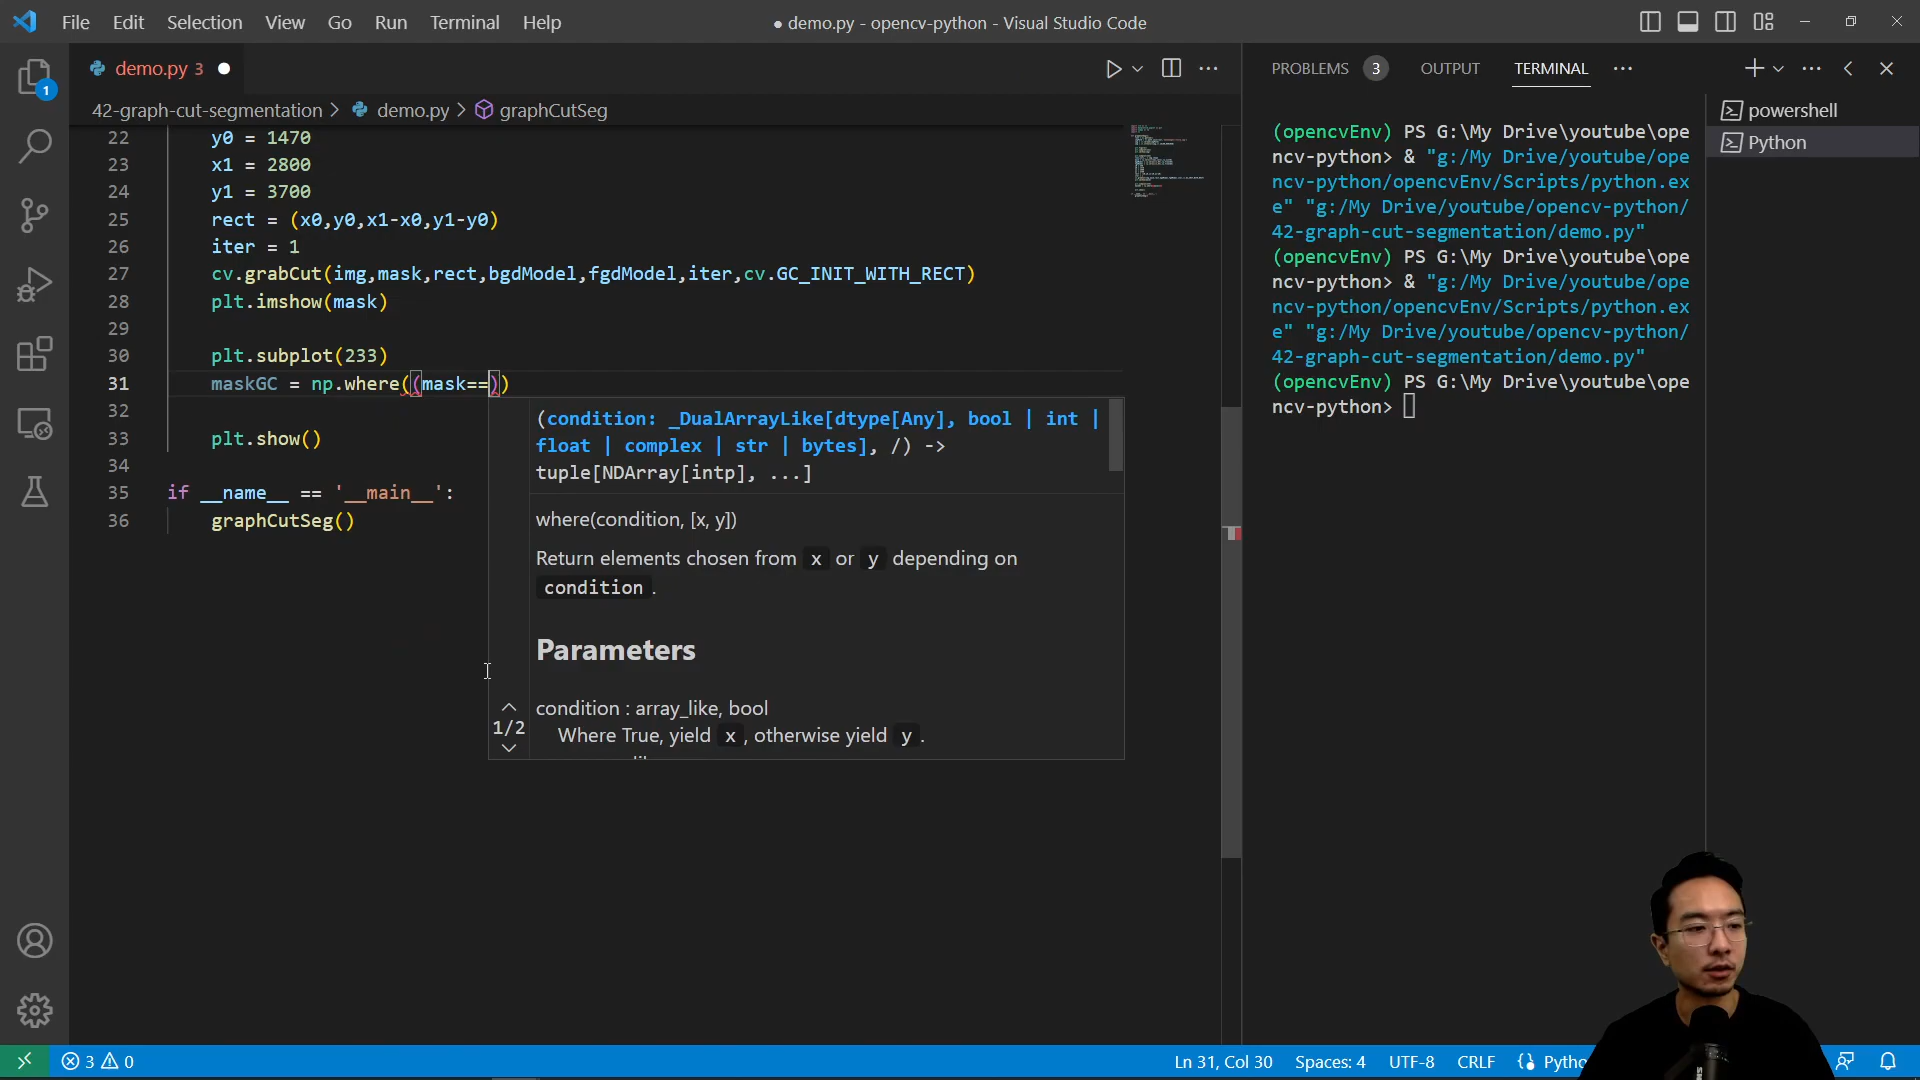 File Edit Selection View Go Run Terminal Help
● demo.py - opencv-python - Visual Studio Code
demo.py 3 ●
42-graph-cut-segmentation > demo.py > graphCutSeg
22 y0 = 1470
23 x1 = 2800
24 y1 = 3700
25 rect = (x0,y0,x1-x0,y1-y0)
26 iter = 1
27 cv.grabCut(img,mask,rect,bgdModel,fgdModel,iter,cv.GC_INIT_WITH_RECT)
28 plt.imshow(mask)
29
30 plt.subplot(233)
31 maskGC = np.where((mask==))
32
33 plt.show()
34
35 if __name__ == '__main__':
36 graphCutSeg()
(condition: _DualArrayLike[dtype[Any], bool | int |
float | complex | str | bytes], /) ->
tuple[NDArray[intp], ...]
where(condition, [x, y])
Return elements chosen from x or y depending on
condition .
Parameters
condition : array_like, bool
Where True, yield x , otherwise yield y .
1/2
PROBLEMS 3 OUTPUT TERMINAL
(opencvEnv) PS G:\My Drive\youtube\ope
ncv-python> & "g:/My Drive/youtube/ope
ncv-python/opencvEnv/Scripts/python.ex
e" "g:/My Drive/youtube/opencv-python/
42-graph-cut-segmentation/demo.py"
(opencvEnv) PS G:\My Drive\youtube\ope
ncv-python> & "g:/My Drive/youtube/ope
ncv-python/opencvEnv/Scripts/python.ex
e" "g:/My Drive/youtube/opencv-python/
42-graph-cut-segmentation/demo.py"
(opencvEnv) PS G:\My Drive\youtube\ope
ncv-python>
powershell
Python
1
3 0
Ln 31, Col 30 Spaces: 4 UTF-8 CRLF